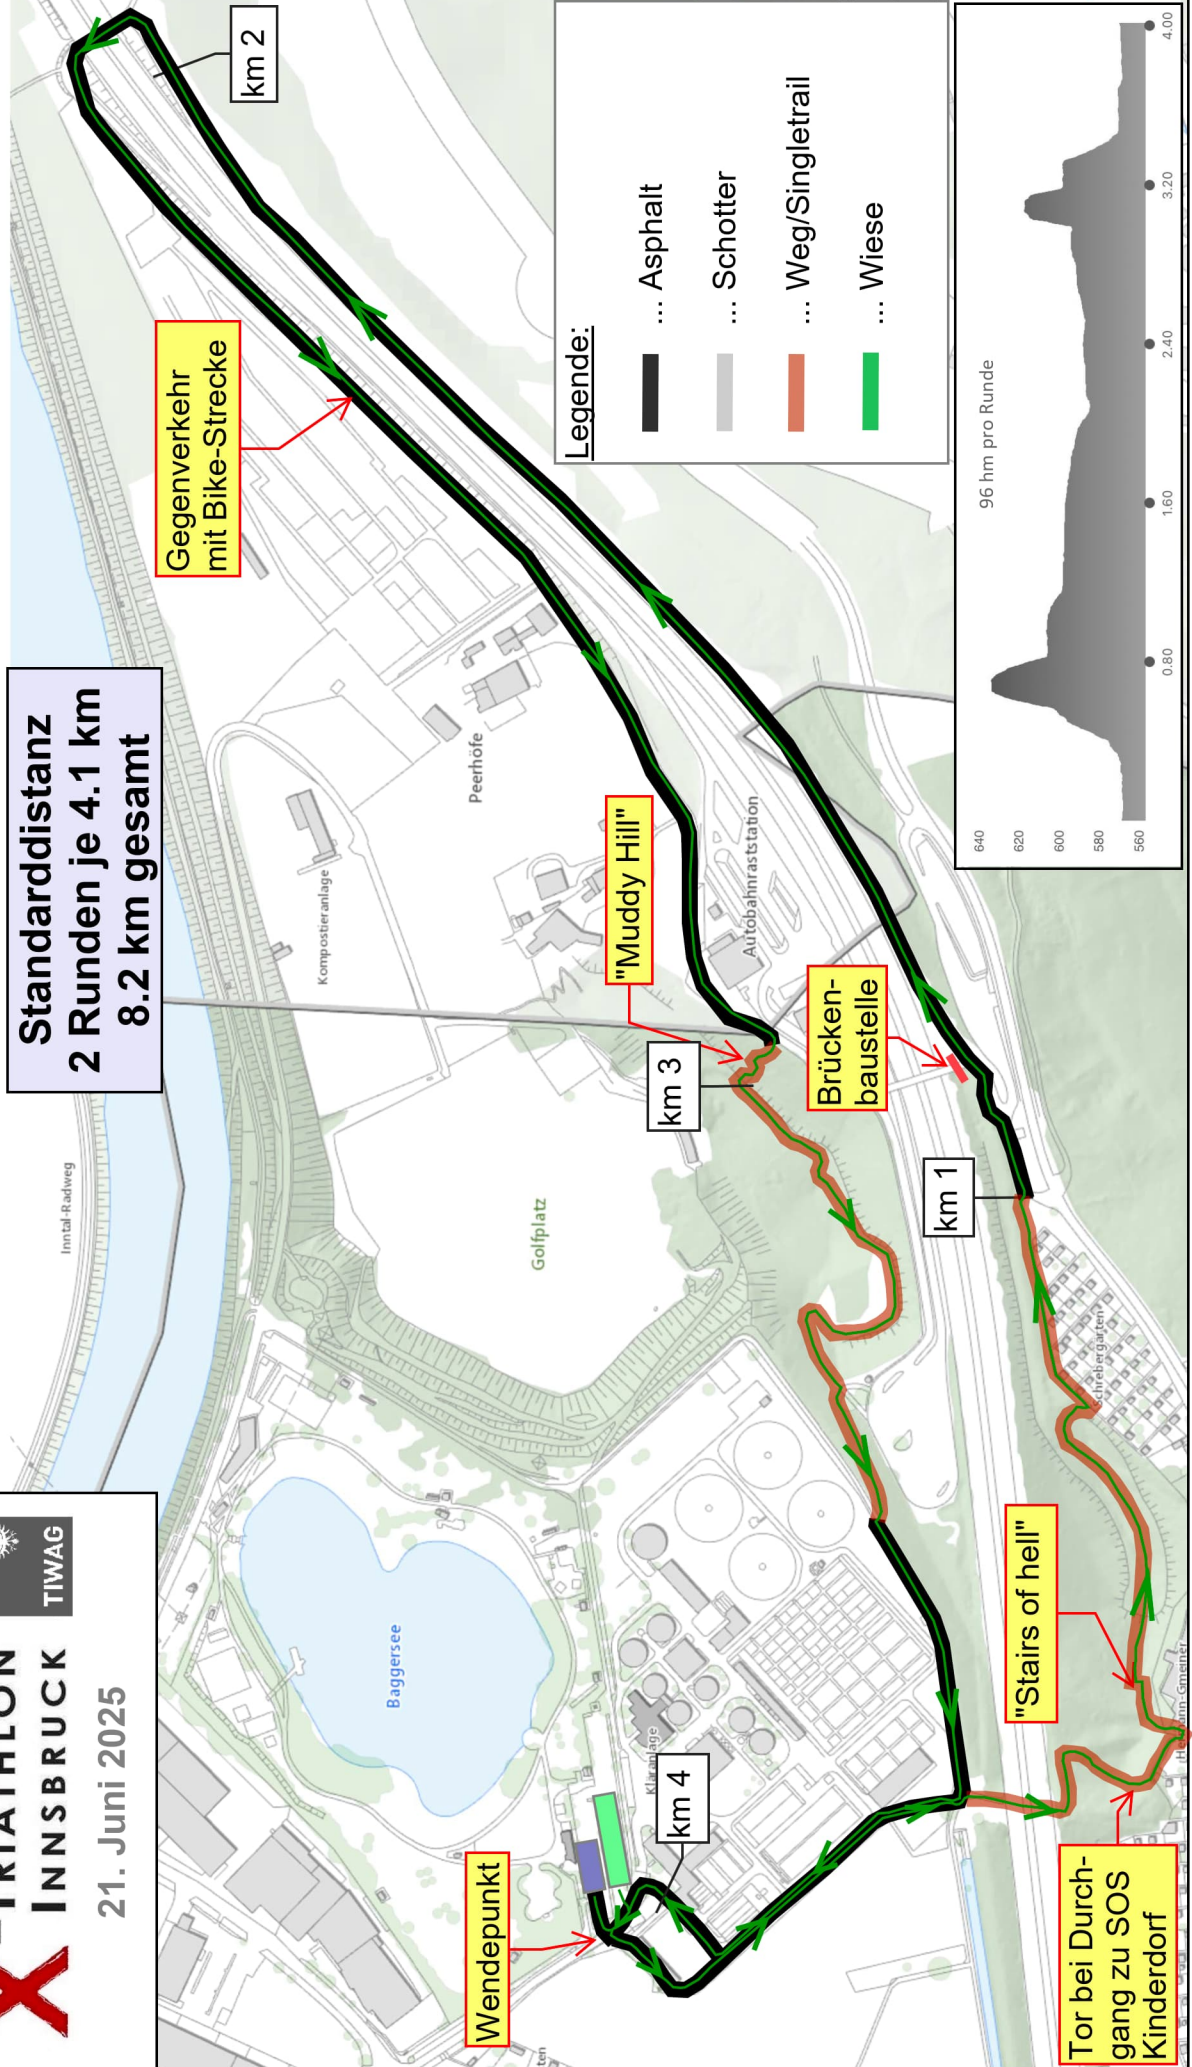 TRIATHLON
INNSBRUCK
TIWAG
21. Juni 2025
Standarddistanz
2 Runden je 4.1 km
8.2 km gesamt
Inntal-Radweg
Kompostieranlage
Peerhöfe
Golfplatz
Baggersee
Kläranlage
Autobahnraststation
Schrebergärten
Gegenverkehr
mit Bike-Strecke
km 2
"Muddy Hill"
km 3
Brücken-
baustelle
km 1
"Stairs of hell"
km 4
Wendepunkt
Tor bei Durch-
gang zu SOS
Kinderdorf
Legende:
... Asphalt
... Schotter
... Weg/Singletrail
... Wiese
96 hm pro Runde
640
620
600
580
560
0.80
1.60
2.40
3.20
4.00